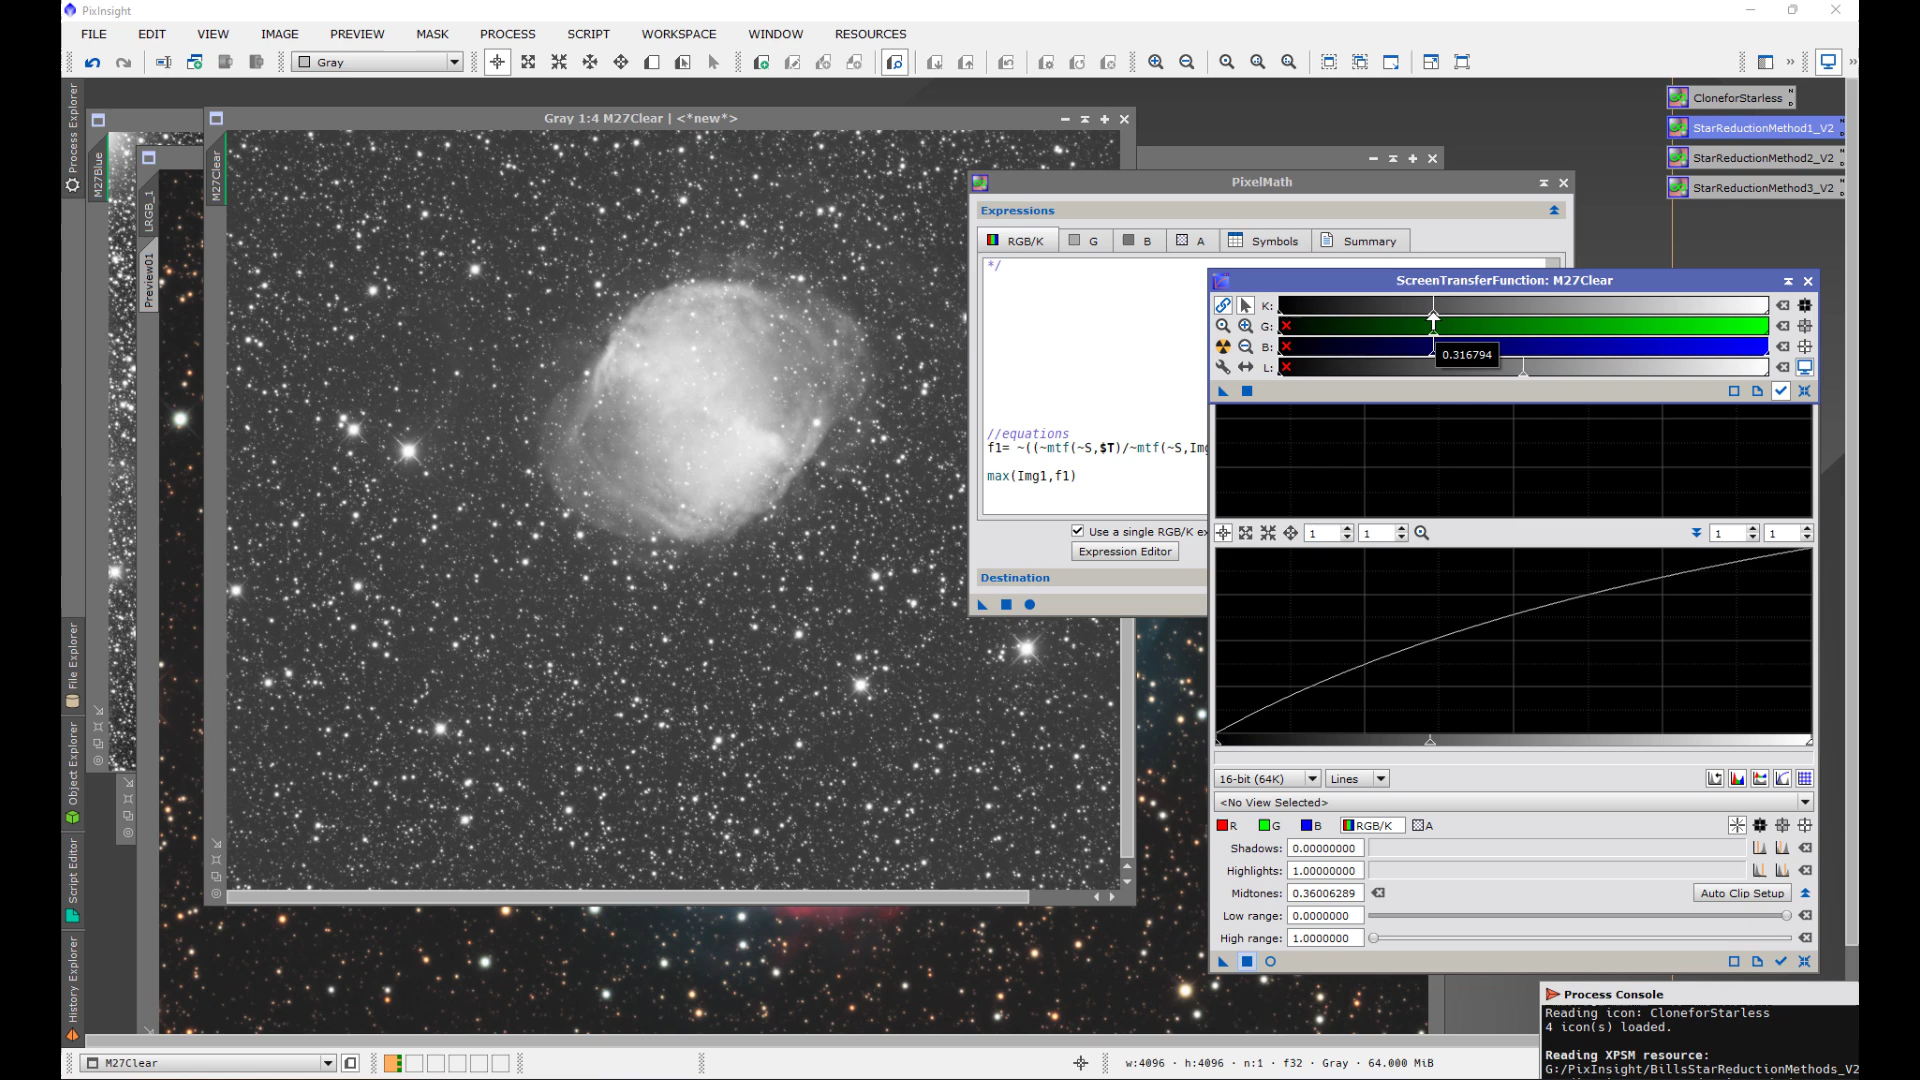 PixInsight
FILE EDIT VIEW IMAGE PREVIEW MASK PROCESS SCRIPT WORKSPACE WINDOW RESOURCES
Gray
Process Explorer
File Explorer
Object Explorer
Script Editor
History Explorer
M27Blue
LRGB_1
Preview01
M27Clear
Gray 1:4 M27Clear | <*new*>
CloneforStarless
StarReductionMethod1_V2
StarReductionMethod2_V2
StarReductionMethod3_V2
PixelMath
Expressions
RGB/K G B A Symbols Summary
*/
//equations
f1= ~((~mtf(~S,$T)/~mtf(~S,Img
max(Img1,f1)
Use a single RGB/K ex
Expression Editor
Destination
ScreenTransferFunction: M27Clear
K:
G:
B:
L:
0.316794
1 1 1 1
16-bit (64K) Lines
<No View Selected>
R G B RGB/K A
Shadows: 0.00000000
Highlights: 1.00000000
Midtones: 0.36006289 Auto Clip Setup
Low range: 0.0000000
High range: 1.0000000
Process Console
Reading icon: CloneforStarless
4 icon(s) loaded.
Reading XPSM resource:
G:/PixInsight/BillsStarReductionMethods_V2
M27Clear
w:4096 · h:4096 · n:1 · f32 · Gray · 64.000 MiB